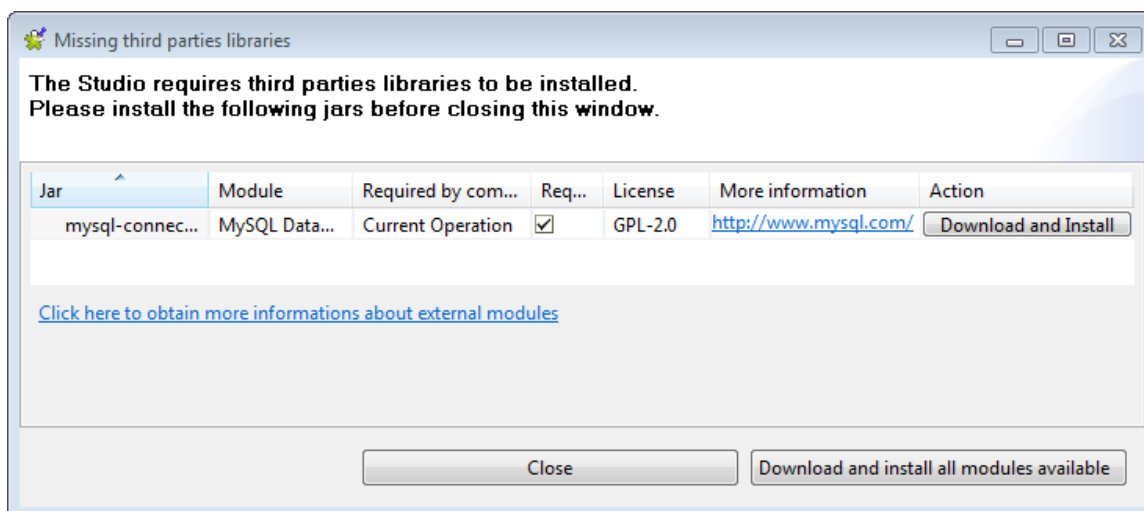 Missing third parties libraries
The Studio requires third parties libraries to be installed.
Please install the following jars before closing this window.
Jar Module Required by com... Req... License More information Action
mysql-connec... MySQL Data... Current Operation GPL-2.0 http://www.mysql.com/ Download and Install
Click here to obtain more informations about external modules
Close Download and install all modules available